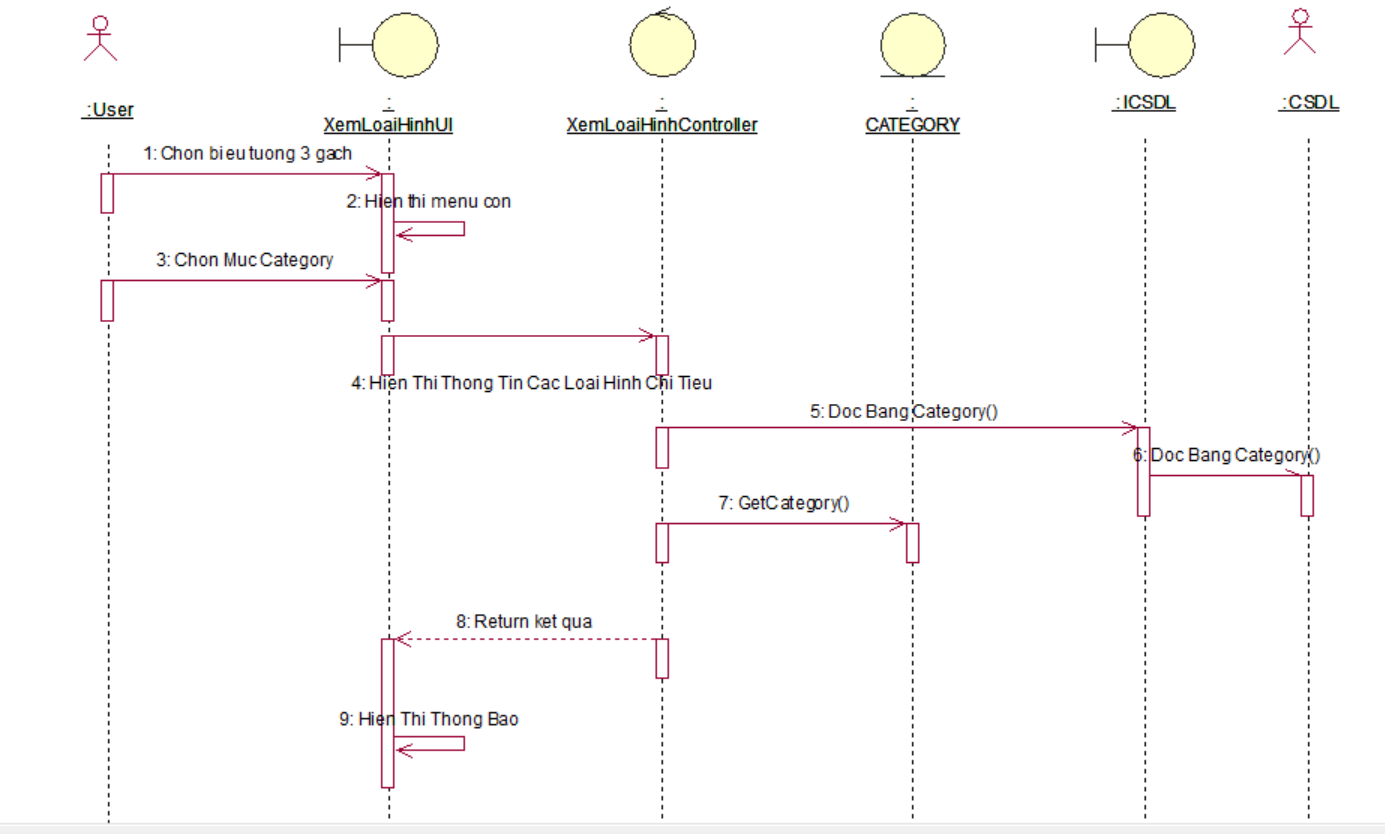 :User
:
XemLoaiHinhUI
:
XemLoaiHinhController
:
CATEGORY
:ICSDL
:CSDL
1: Chon bieu tuong 3 gach
2: Hien thi menu con
3: Chon Muc Category
4: Hien Thi Thong Tin Cac Loai Hinh Chi Tieu
5: Doc Bang Category()
6: Doc Bang Category()
7: GetCategory()
8: Return ket qua
9: Hien Thi Thong Bao